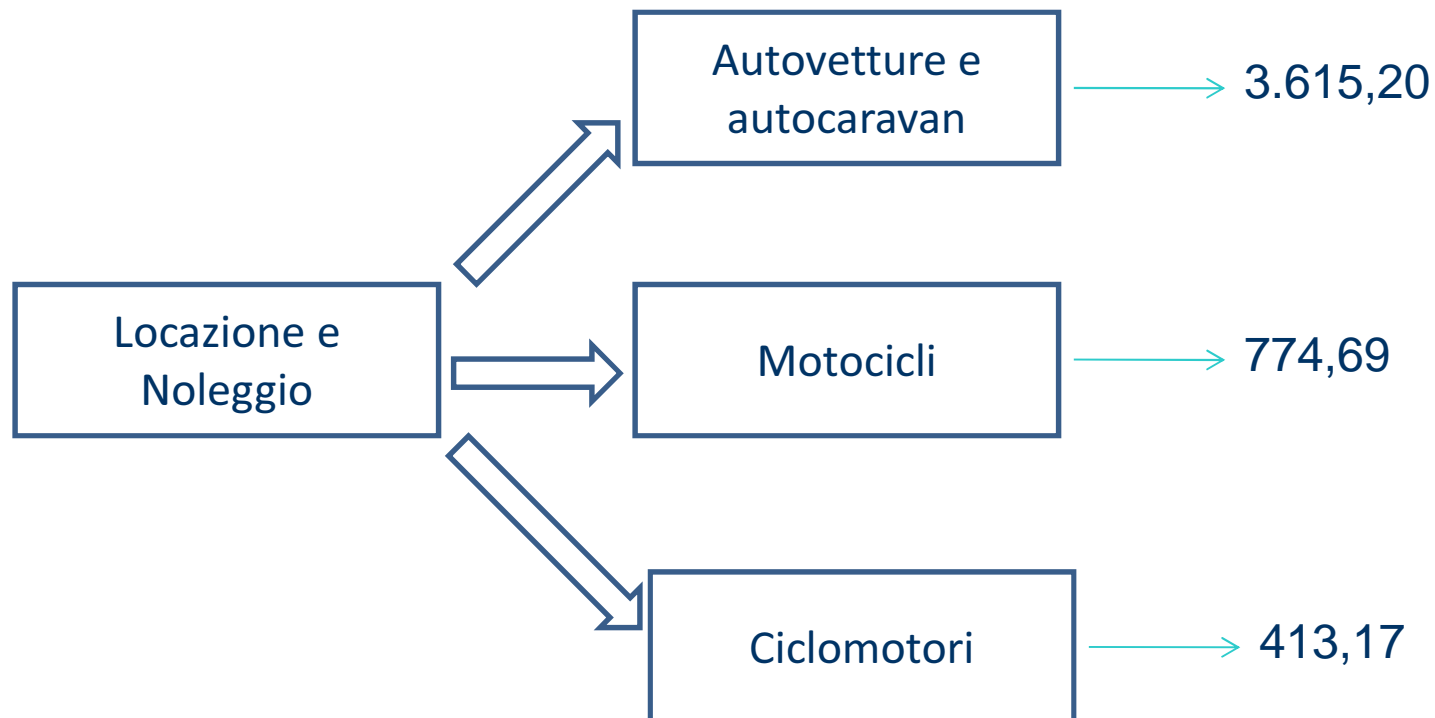 Autovetture e
autocaravan
3.615,20
Locazione e
Noleggio
Motocicli
774,69
Ciclomotori
413,17